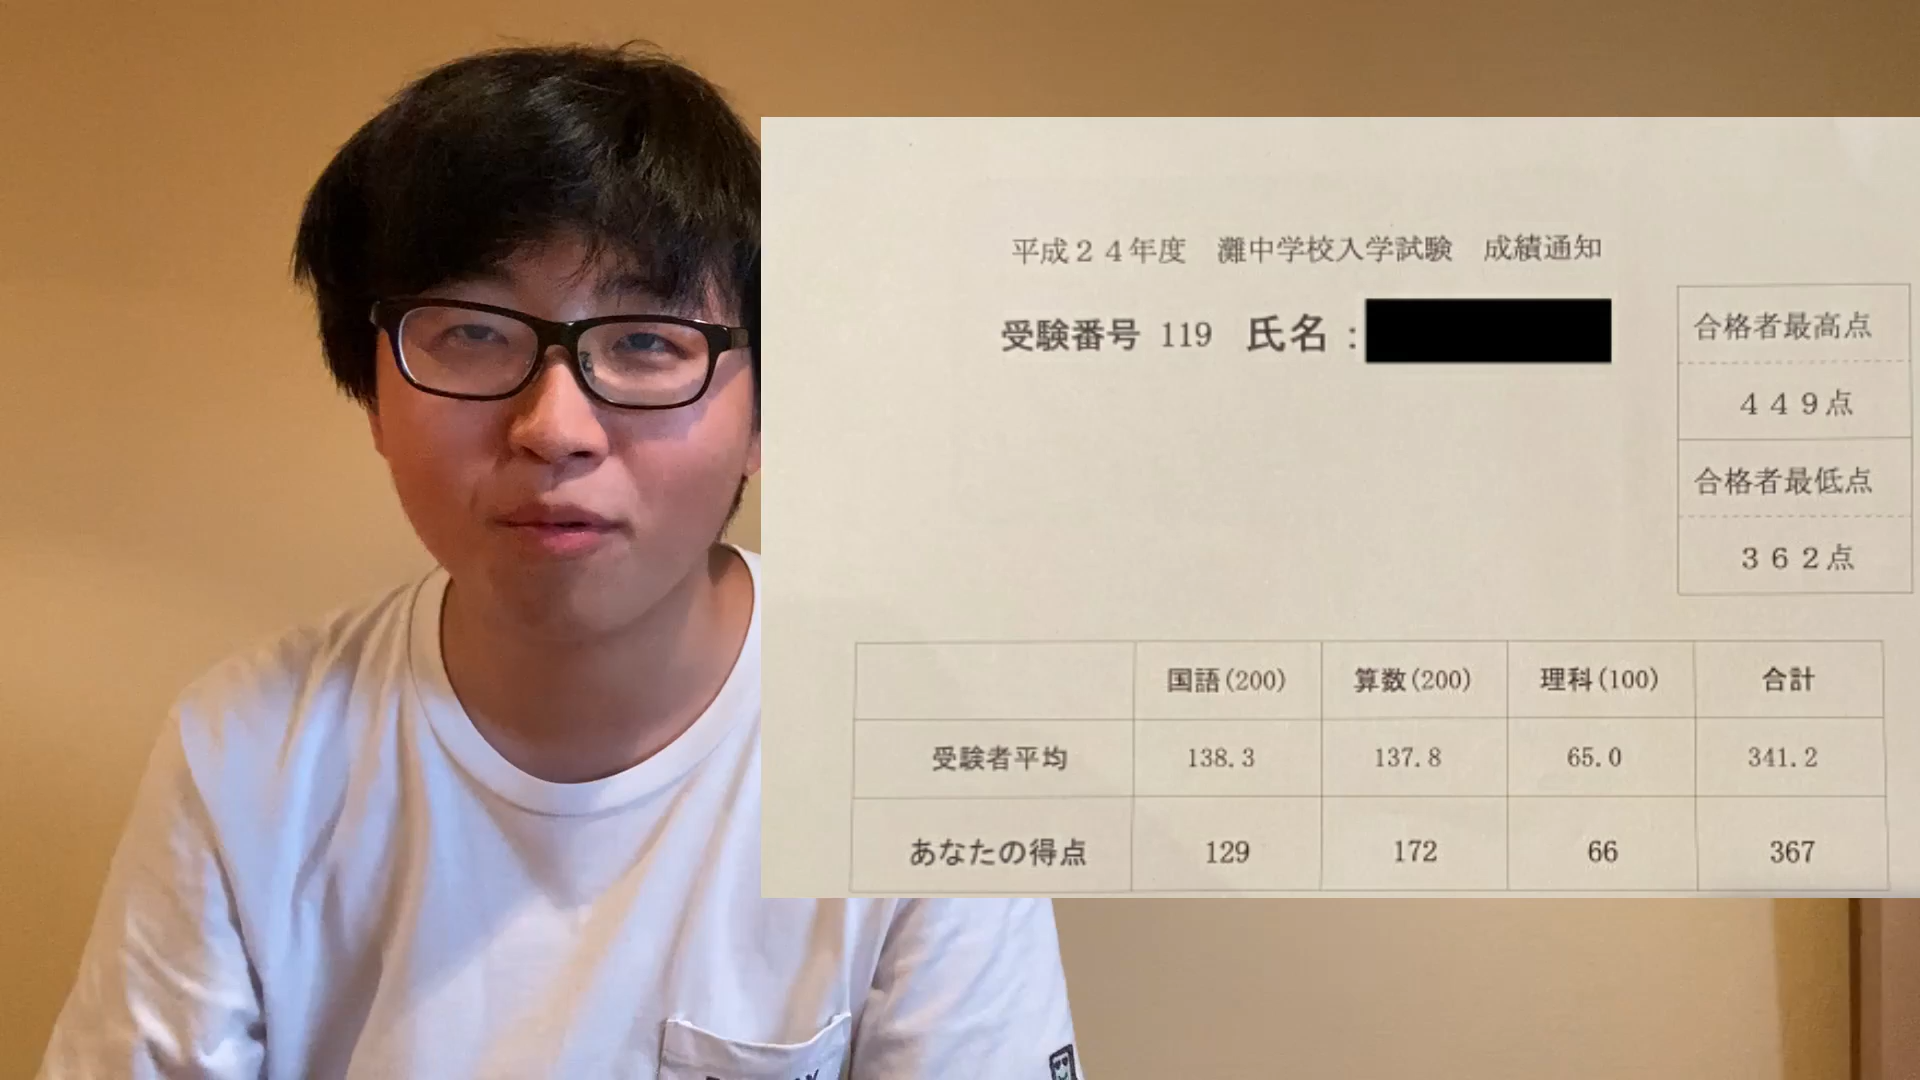 平成２４年度　灘中学校入学試験　成績通知
受験番号 119 氏名：
合格者最高点
４４９点
合格者最低点
３６２点
国語(200) 算数(200) 理科(100) 合計
受験者平均 138.3 137.8 65.0 341.2
あなたの得点 129 172 66 367